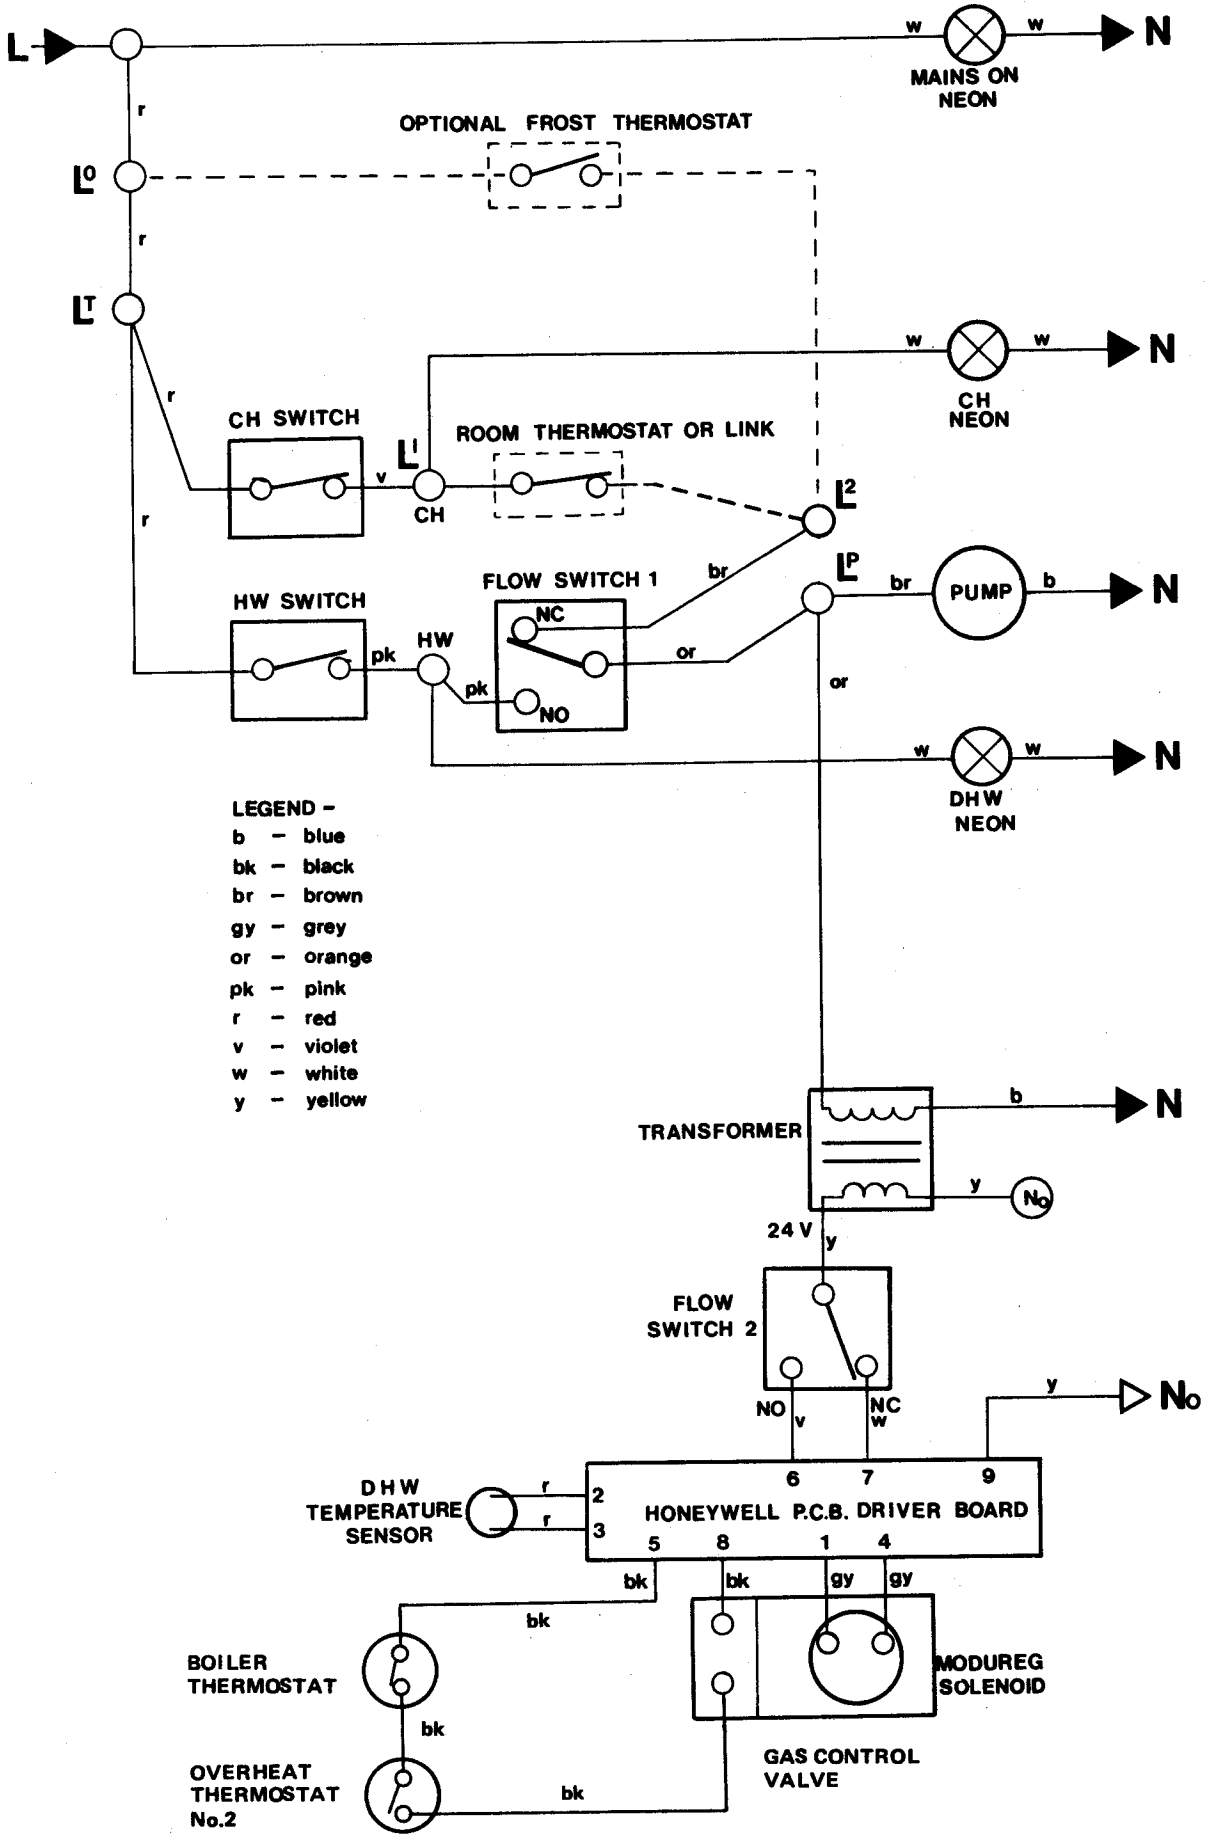 L
w
w
N
MAINS ON
NEON
r
OPTIONAL FROST THERMOSTAT
LO
r
LT
w
w
N
CH
NEON
r
CH SWITCH
ROOM THERMOSTAT OR LINK
L1
v
CH
L2
r
br
FLOW SWITCH 1
LP
br
PUMP
b
N
HW SWITCH
NC
HW
pk
or
pk
NO
or
w
w
N
DHW
NEON
LEGEND -
b - blue
bk - black
br - brown
gy - grey
or - orange
pk - pink
r - red
v - violet
w - white
y - yellow
b
N
TRANSFORMER
y
No
24 V
y
FLOW
SWITCH 2
y
No
NO
v
NC
w
6 7 9
DHW
TEMPERATURE
SENSOR
r
r
2
3
HONEYWELL P.C.B. DRIVER BOARD
5 8 1 4
bk
bk
gy
gy
bk
BOILER
THERMOSTAT
MODUREG
SOLENOID
bk
GAS CONTROL
VALVE
OVERHEAT
THERMOSTAT
No.2
bk